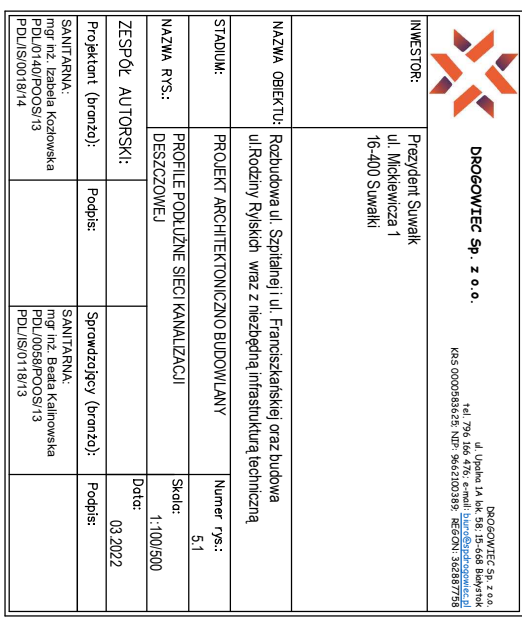 DROGOWIEC Sp. z o.o.
DROGOWIEC Sp. z o.o.
ul. Upalna 1A lok. 58; 15-668 Białystok
tel. 796 166 476; e-mail: biuro@spdrogowiec.pl
KRS 0000583625; NIP: 9662100389; REGON: 362887758
INWESTOR:
Prezydent Suwałk
ul. Mickiewicza 1
16-400 Suwałki
NAZWA OBIEKTU:
Rozbudowa ul. Szpitalnej i ul. Franciszkańskiej oraz budowa
ul.Rodziny Rylskich wraz z niezbędną infrastrukturą techniczną
STADIUM:
PROJEKT ARCHITEKTONICZNO BUDOWLANY
Numer rys.:
5.1
NAZWA RYS.:
PROFILE PODŁUŻNE SIECI KANALIZACJI
DESZCZOWEJ
Skala:
1:100/500
ZESPÓŁ AUTORSKI:
Data:
03.2022
Projektant (branża):
Podpis:
Sprawdzający (branża):
Podpis:
SANITARNA:
mgr inż. Izabela Kozłowska
PDL/0140/POOS/13
PDL/IS/0018/14
SANITARNA:
mgr inż. Beata Kalinowska
PDL/0058/POOS/13
PDL/IS/0118/13